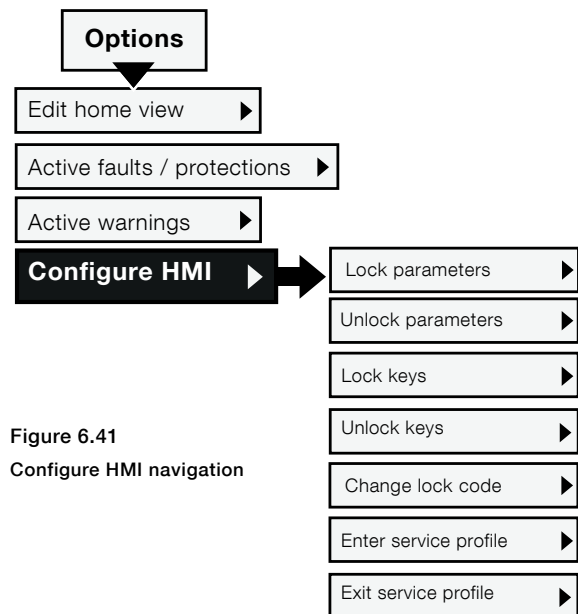 Options
Edit home view
Active faults / protections
Active warnings
Configure HMI
Lock parameters
Unlock parameters
Lock keys
Unlock keys
Change lock code
Enter service profile
Exit service profile
Figure 6.41
Configure HMI navigation